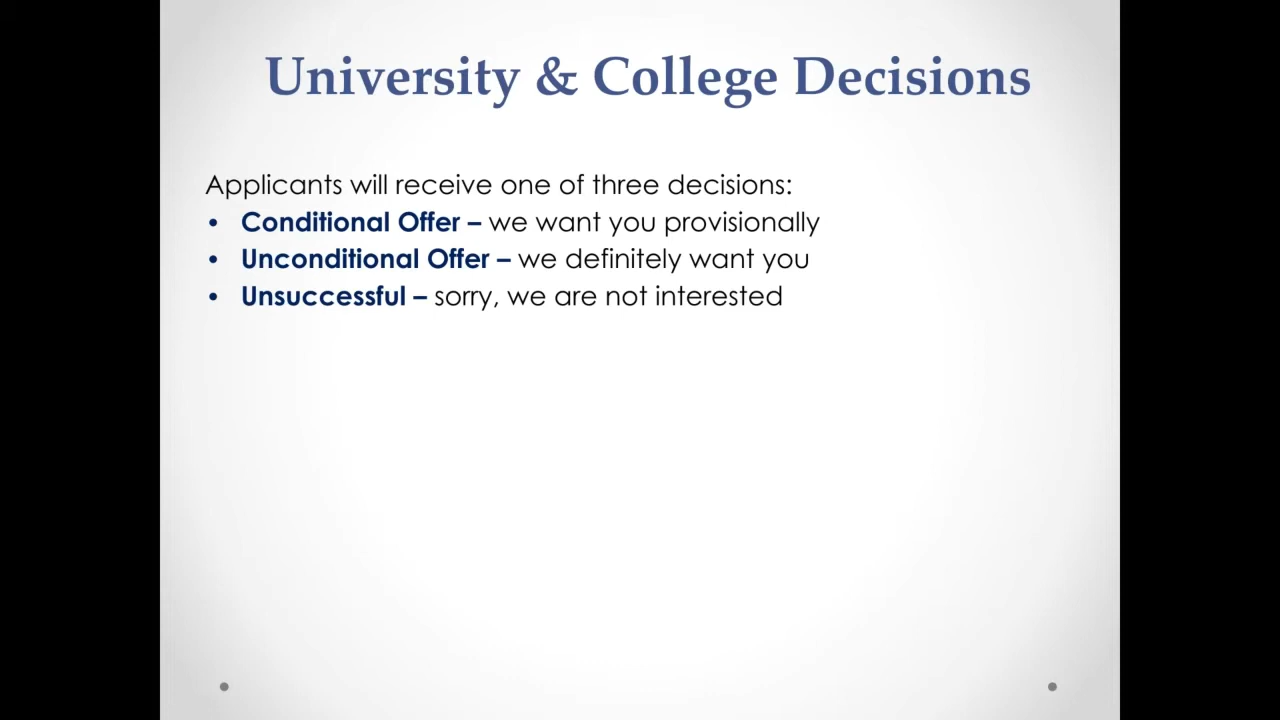 University & College Decisions
Applicants will receive one of three decisions:
• Conditional Offer – we want you provisionally
• Unconditional Offer – we definitely want you
• Unsuccessful – sorry, we are not interested